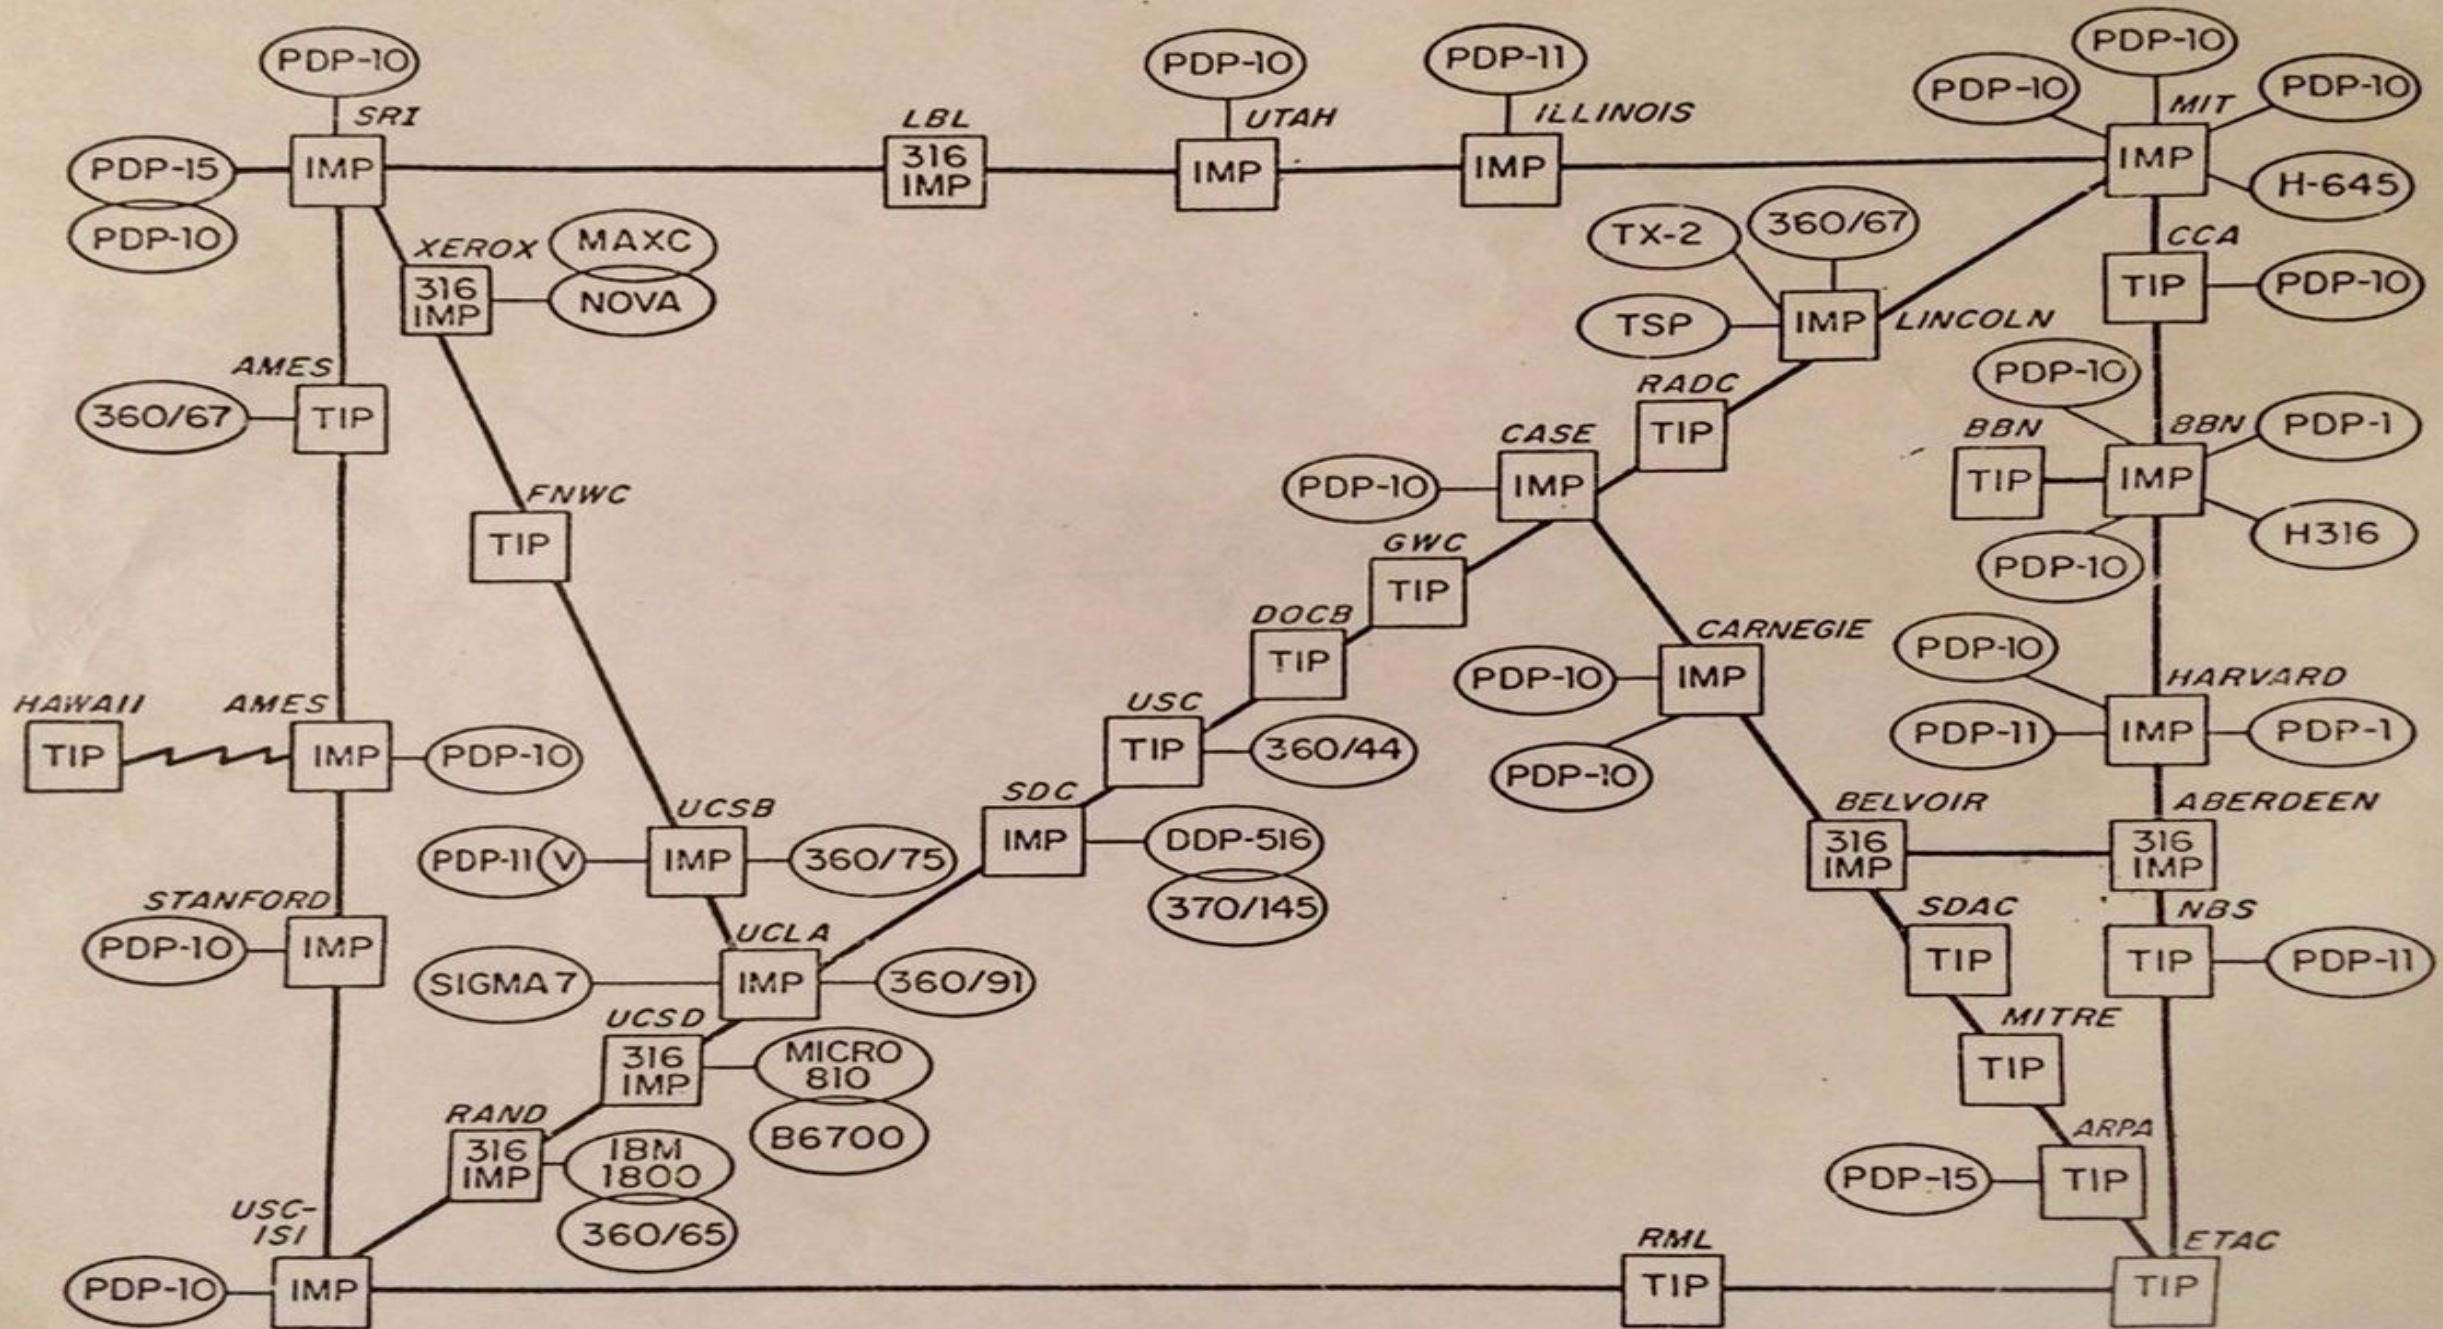 PDP-10
PDP-10
PDP-11
PDP-10
PDP-10
PDP-10
SRI
LBL
UTAH
ILLINOIS
MIT
PDP-15
IMP
316
IMP
IMP
IMP
IMP
H-645
PDP-10
XEROX
MAXC
TX-2
360/67
CCA
316
IMP
NOVA
TSP
IMP
LINCOLN
TIP
PDP-10
AMES
360/67
TIP
RADC
TIP
PDP-10
CASE
PDP-10
IMP
BBN
TIP
BBN
IMP
PDP-1
FNWC
TIP
GWC
TIP
PDP-10
H316
DOCB
TIP
CARNEGIE
PDP-10
IMP
PDP-10
PDP-10
HARVARD
HAWAII
TIP
AMES
IMP
PDP-10
USC
TIP
360/44
PDP-11
IMP
PDP-1
UCSB
PDP-11
V
IMP
360/75
SDC
IMP
DDP-516
370/145
BELVOIR
316
IMP
ABERDEEN
316
IMP
STANFORD
PDP-10
IMP
UCLA
SIGMA 7
IMP
360/91
SDAC
TIP
NBS
TIP
PDP-11
UCSD
316
IMP
MICRO
810
B6700
MITRE
TIP
RAND
316
IMP
IBM
1800
360/65
ARPA
PDP-15
TIP
USC-
ISI
PDP-10
IMP
RML
TIP
ETAC
TIP